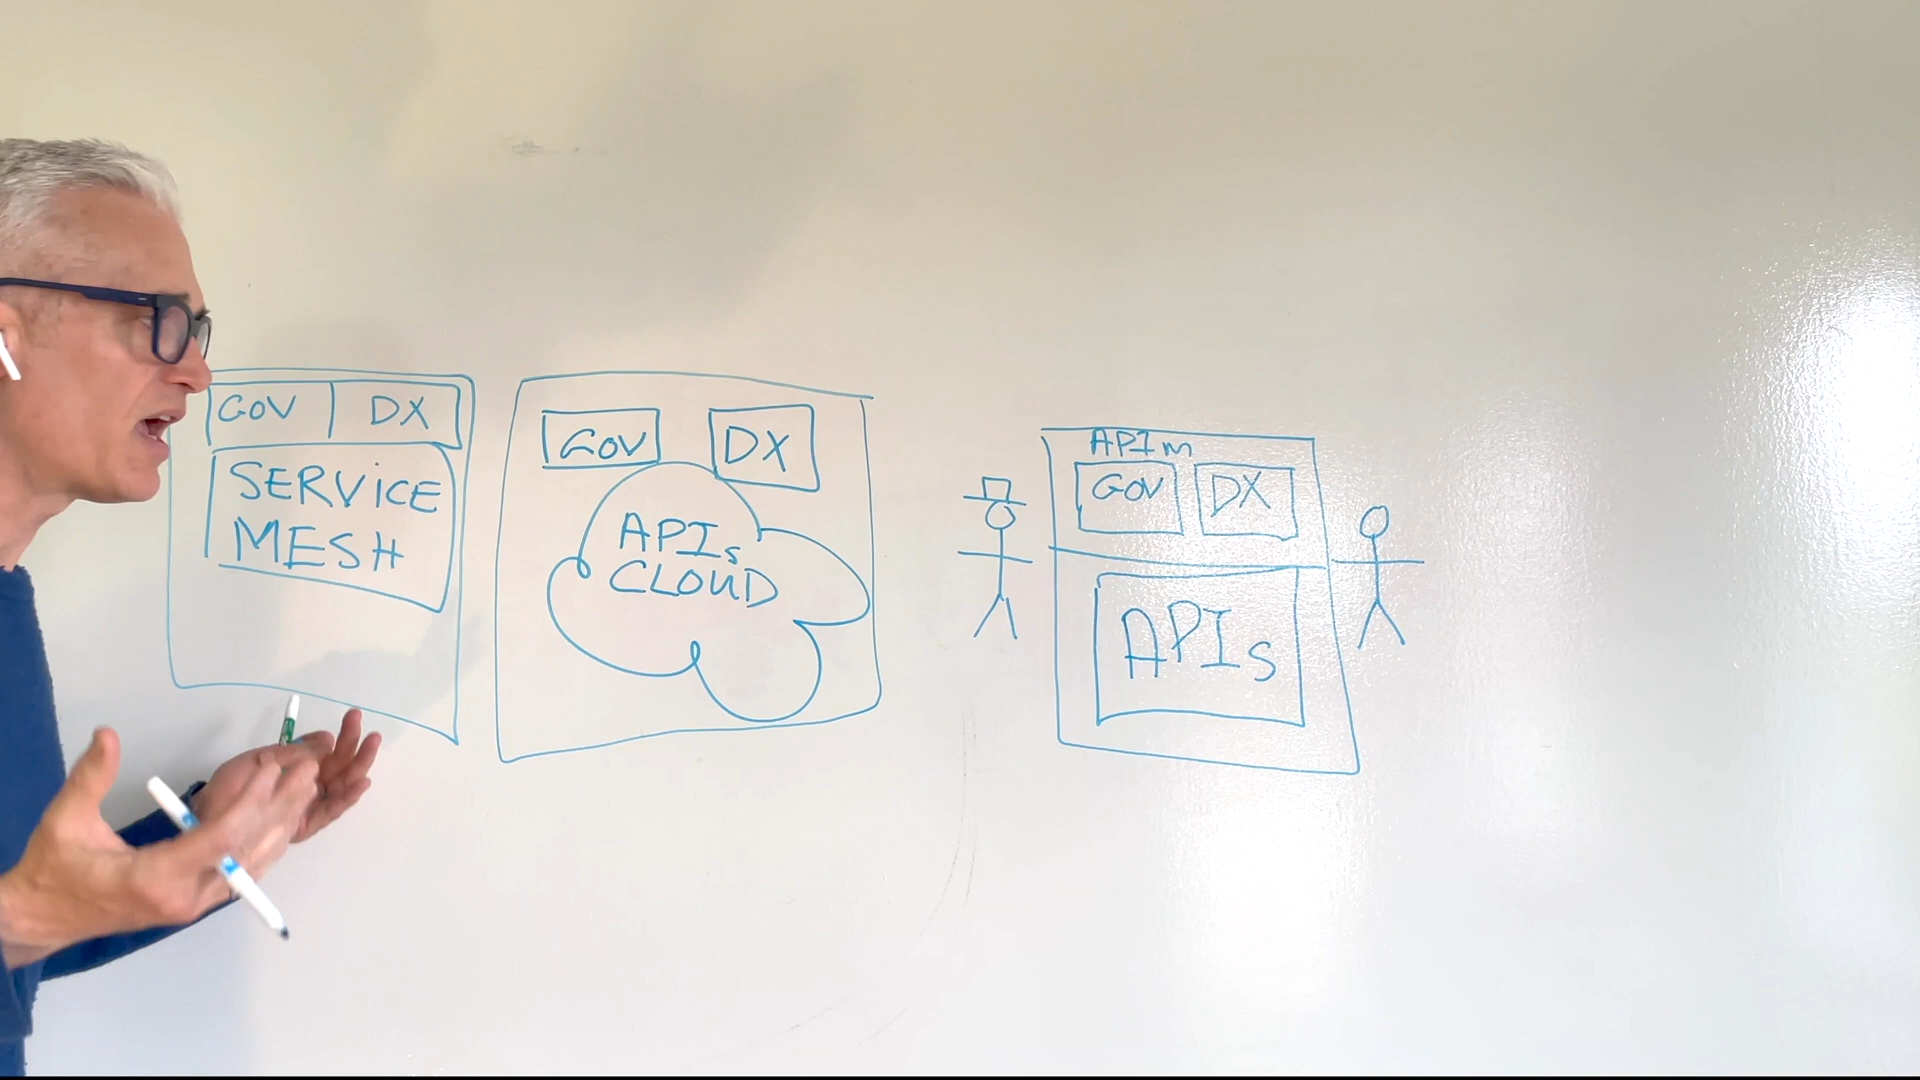 GOV DX
SERVICE
MESH
GOV DX
APIs
CLOUD
APIm
GOV DX
APIs